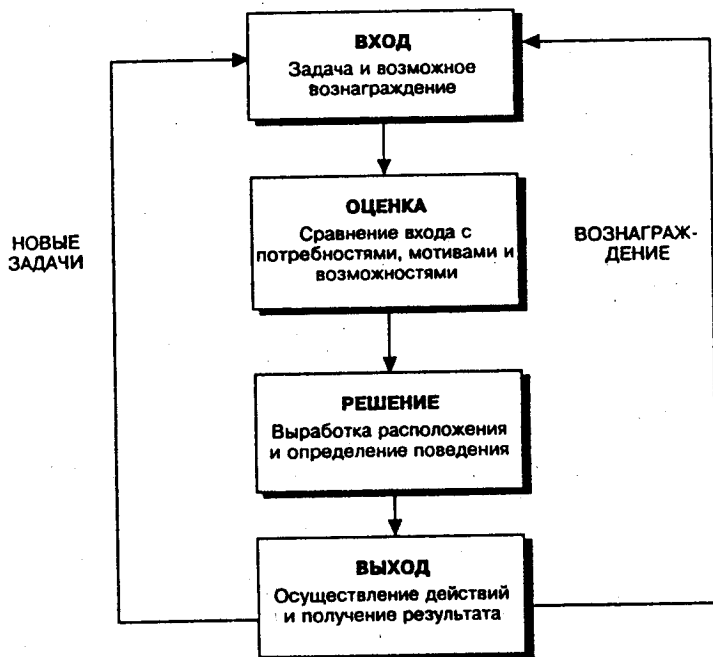 ВХОД
Задача и возможное
вознаграждение
ОЦЕНКА
Сравнение входа с
потребностями, мотивами и
возможностями
НОВЫЕ
ЗАДАЧИ
ВОЗНАГРАЖ-
ДЕНИЕ
РЕШЕНИЕ
Выработка расположения
и определение поведения
ВЫХОД
Осуществление действий
и получение результата